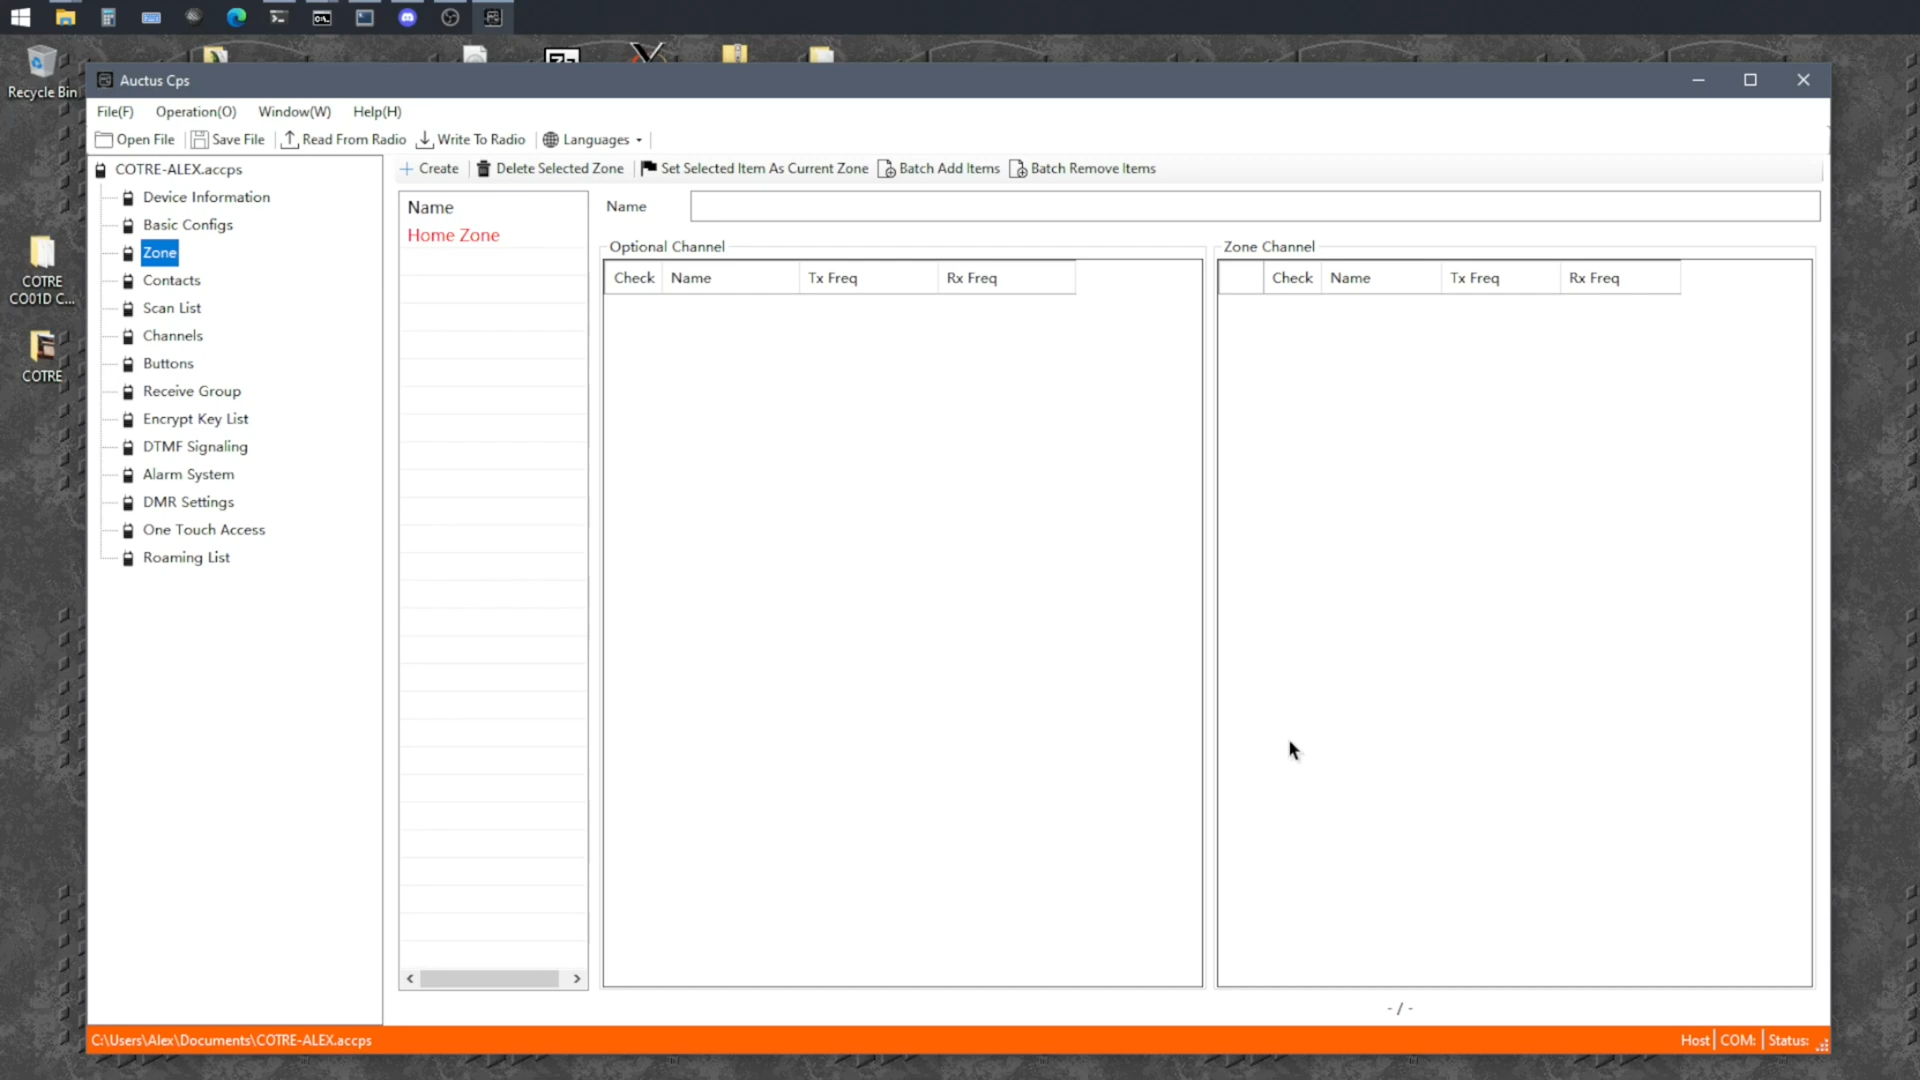 Recycle Bin
Auctus Cps
File(F) Operation(O) Window(W) Help(H)
Open File Save File Read From Radio Write To Radio Languages
COTRE-ALEX.accps
Device Information
Basic Configs
Zone
Contacts
Scan List
Channels
Buttons
Receive Group
Encrypt Key List
DTMF Signaling
Alarm System
DMR Settings
One Touch Access
Roaming List
COTRE
CO01D C...
COTRE
Create Delete Selected Zone Set Selected Item As Current Zone Batch Add Items Batch Remove Items
Name
Home Zone
Name
Optional Channel
Check Name Tx Freq Rx Freq
Zone Channel
Check Name Tx Freq Rx Freq
- / -
C:\Users\Alex\Documents\COTRE-ALEX.accps
Host COM: Status: